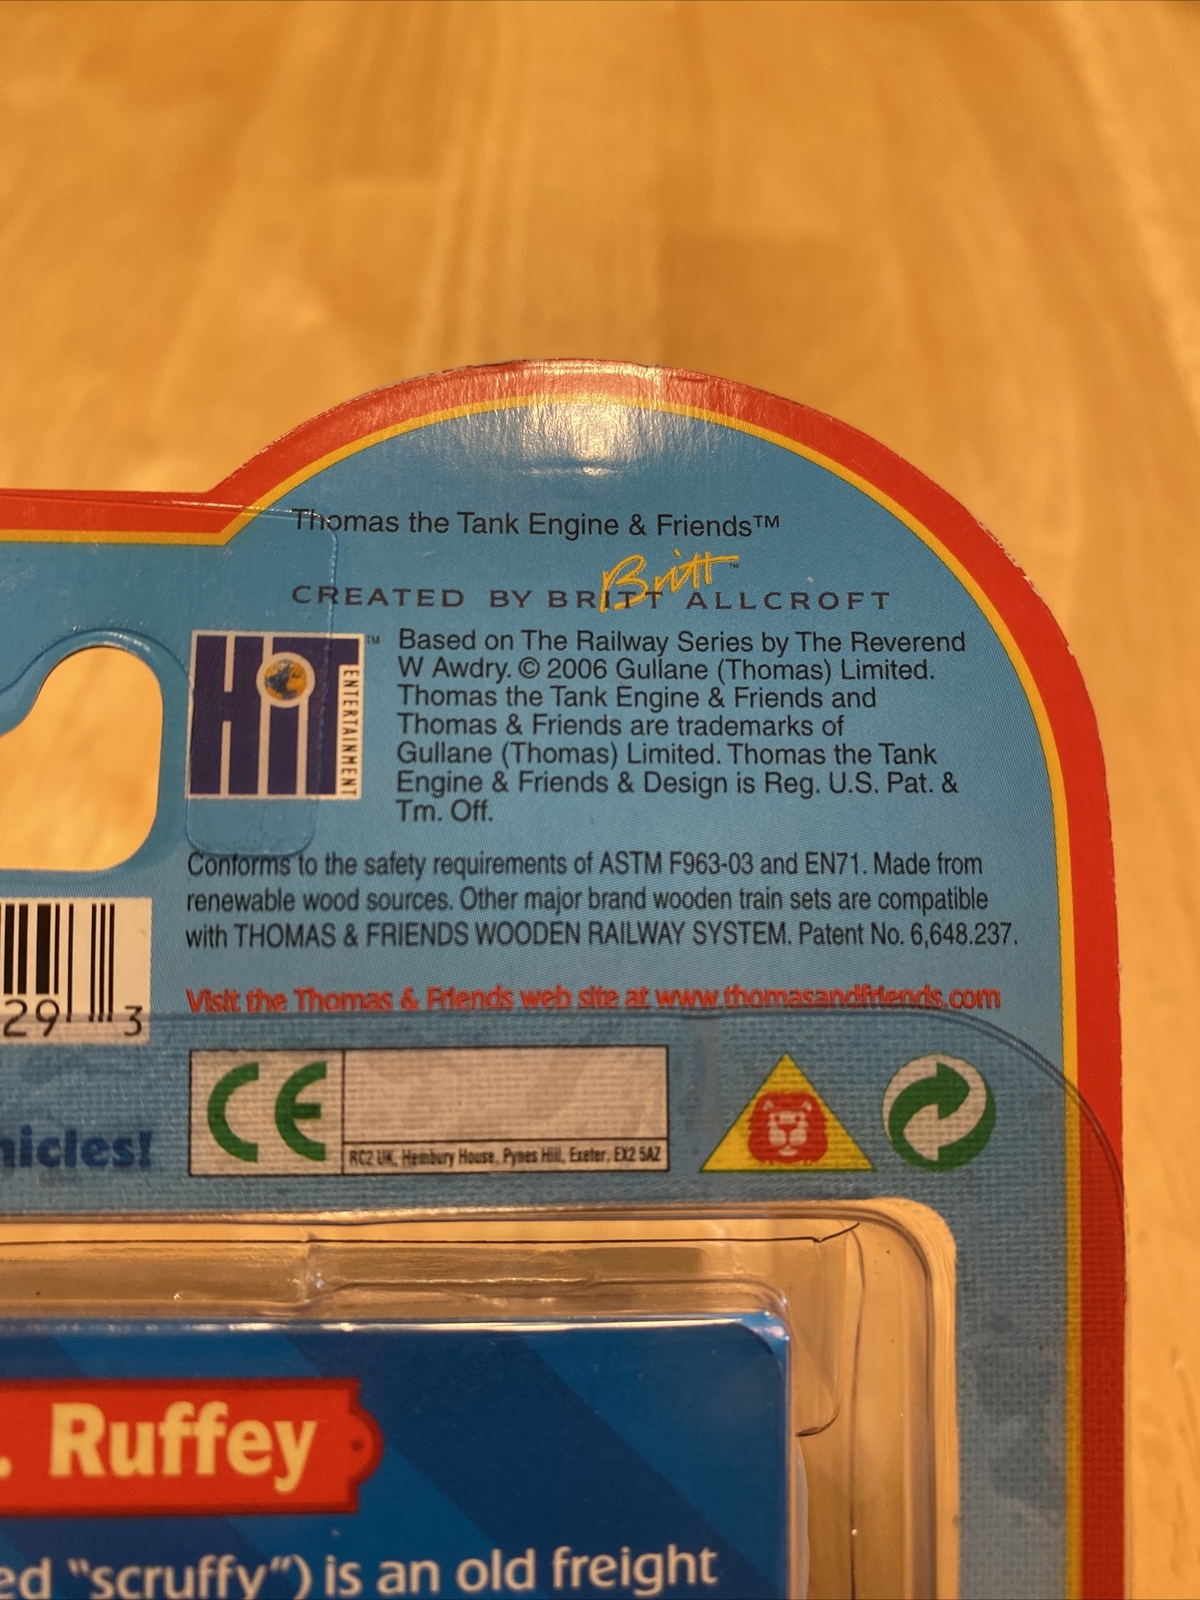 Thomas the Tank Engine & Friends™
Britt™
CREATED BY BRITT ALLCROFT
HiT ENTERTAINMENT ™
Based on The Railway Series by The Reverend
W Awdry. © 2006 Gullane (Thomas) Limited.
Thomas the Tank Engine & Friends and
Thomas & Friends are trademarks of
Gullane (Thomas) Limited. Thomas the Tank
Engine & Friends & Design is Reg. U.S. Pat. &
Tm. Off.
Conforms to the safety requirements of ASTM F963-03 and EN71. Made from
renewable wood sources. Other major brand wooden train sets are compatible
with THOMAS & FRIENDS WOODEN RAILWAY SYSTEM. Patent No. 6,648.237.
Visit the Thomas & Friends web site at www.thomasandfriends.com
29 3
hicles!
CE
RC2 UK, Hembury House, Pynes Hill, Exeter, EX2 5AZ
. Ruffey
ed "scruffy") is an old freight